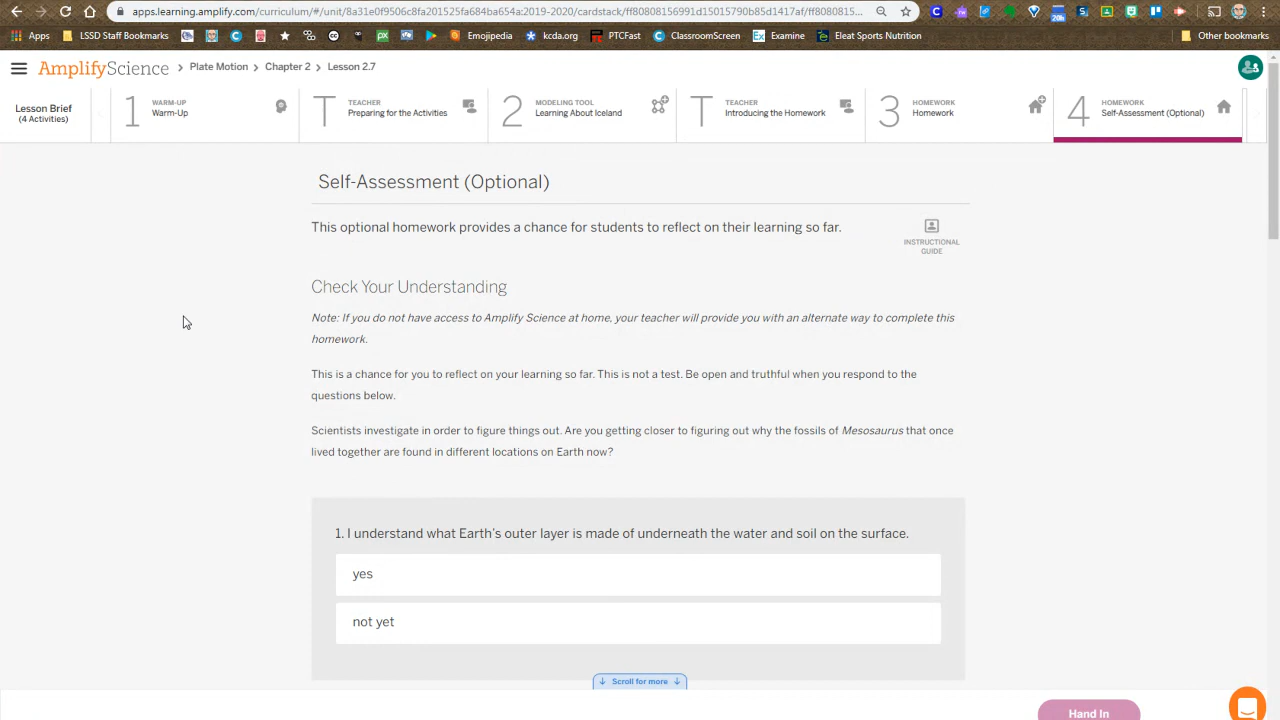 apps.learning.amplify.com/curriculum/#/unit/8a31e0f9506c8fa201525fa684ba654a:2019-2020/cardstack/ff80808156991d15015790b85d1417af/ff8080815...
Apps LSSD Staff Bookmarks Emojipedia kcda.org PTCFast ClassroomScreen Examine Eleat Sports Nutrition Other bookmarks
AmplifyScience > Plate Motion > Chapter 2 > Lesson 2.7
Lesson Brief
(4 Activities)
1 WARM-UP
Warm-Up
T TEACHER
Preparing for the Activities
2 MODELING TOOL
Learning About Iceland
T TEACHER
Introducing the Homework
3 HOMEWORK
Homework
4 HOMEWORK
Self-Assessment (Optional)
Self-Assessment (Optional)
This optional homework provides a chance for students to reflect on their learning so far.
INSTRUCTIONAL
GUIDE
Check Your Understanding
Note: If you do not have access to Amplify Science at home, your teacher will provide you with an alternate way to complete this
homework.
This is a chance for you to reflect on your learning so far. This is not a test. Be open and truthful when you respond to the
questions below.
Scientists investigate in order to figure things out. Are you getting closer to figuring out why the fossils of Mesosaurus that once
lived together are found in different locations on Earth now?
1. I understand what Earth's outer layer is made of underneath the water and soil on the surface.
yes
not yet
Scroll for more
Hand In